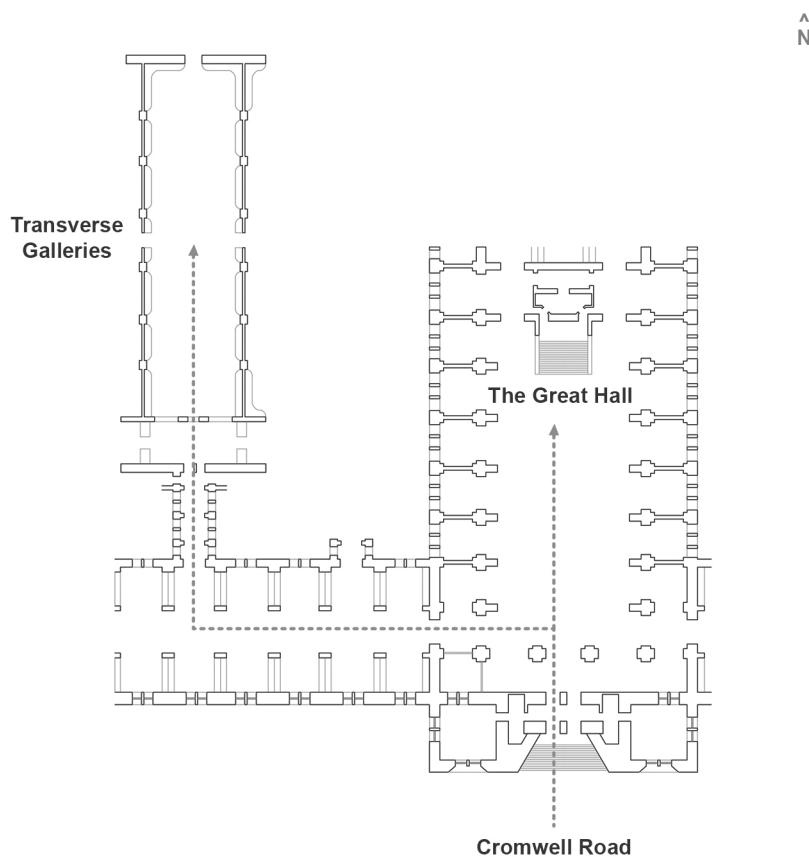 N
Transverse
Galleries
The Great Hall
Cromwell Road